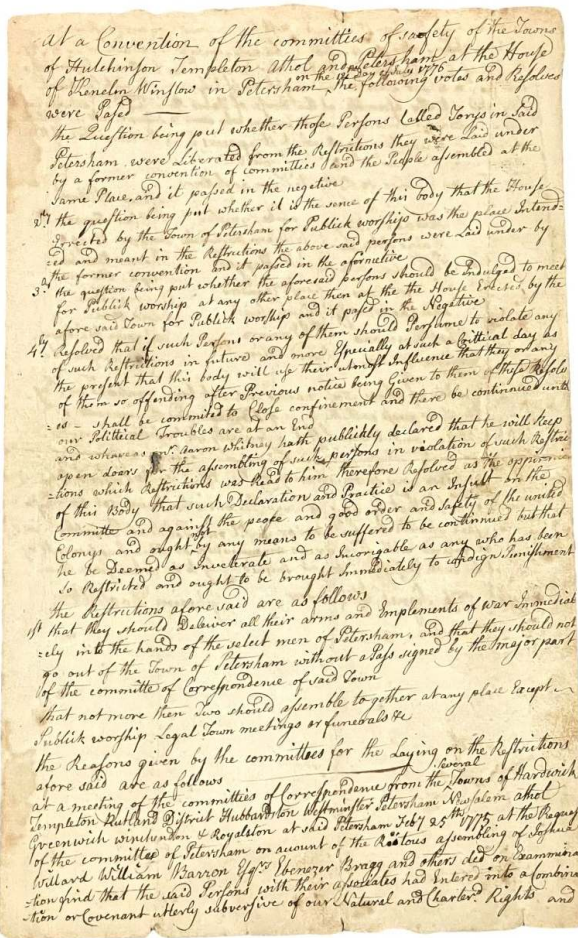 at a Convention of the committees of safety of the Towns
of Hutchinson Templeton Athol and Petersham at the House
on the 1st day of July 1776
of Kenelm Winslow in Petersham the following votes and Resolves
were Pased
the Question being put whether those Persons Called Torys in Said
Petersham were Liberated from the Restrictions they were Laid under
by a former convention of committies and the People assembled at the
Same Place, and it passed in the negetive
2ly the question being put whether it is the sence of this body that the House
Errected by the Town of Petersham for Publick worships was the place Intend=
=ed and meant in the Restrictions the above said persons were Laid under by
the former convention and it passed in the afirmetive
3d the question being put whether the aforesaid persons should be Indulged to meet
for Publick worship at any other place then at the the House Erected by the
afore said Town for Publick worship and it pased in the Negative
4ly Resolved that if such Persons or any of them should Perfume to violate any
of such Restrictions in future and more Especially at such a Crittical day as
the present that this body will use their utmost Influence that they or any
of them so offending after Previous notice being Given to them of these Resolv
=es - shall be commited to Close confinement and there be continued until
our Polittical Troubles are at an End
and whare as Mr. Aaron Whitney hath publickly declared that he will keep
open doers for the assembling of such persons in violation of such Restric
=tions which Restrictions was Read to him therefore Resolved as the oppinion
of this Body that such Declaration and Practice is an Insult on the
Committe and against the peace and good order and safety of the united
Colonys and ought not by any means to be suffered to be continued but that
he be Deemed as Inveterate and as Incorigable as any who has been
so Restricted and ought to be brought Immediately to condign Punishment
the Restrictions afore said are as follows
1st that they should Deliver all their arms and Emplements of war Immediat
=ely into the hands of the select men of Petersham, and that they should not
go out of the Town of Petersham without a Pass signed by the major part
of the committe of Correspondence of said Town
that not more then Two should assemble to gether at any place Except
Publick worship Legal Town meetings or funerals &c
the Reasons given by the committees for the Laying on the Restrictions
afore said are as follows
at a meeting of the committies of Correspondence from the several Towns of Hardwick
Templeton Rutland District Hubbardston Westminster Petersham Newsalem athol
Greenwich winchendon & Royalston at said Petersham Feby 25th 1775 at the Request
of the committee of Petersham on account of the Riotous assembling of Joshua
Willard William Barron Esqrs Ebenezer Bragg and others did on Examina
=tion find that the said Persons with their associates had Entered into a Combina
=tion or Covenant utterly subversive of our Natural and Charterd Rights and